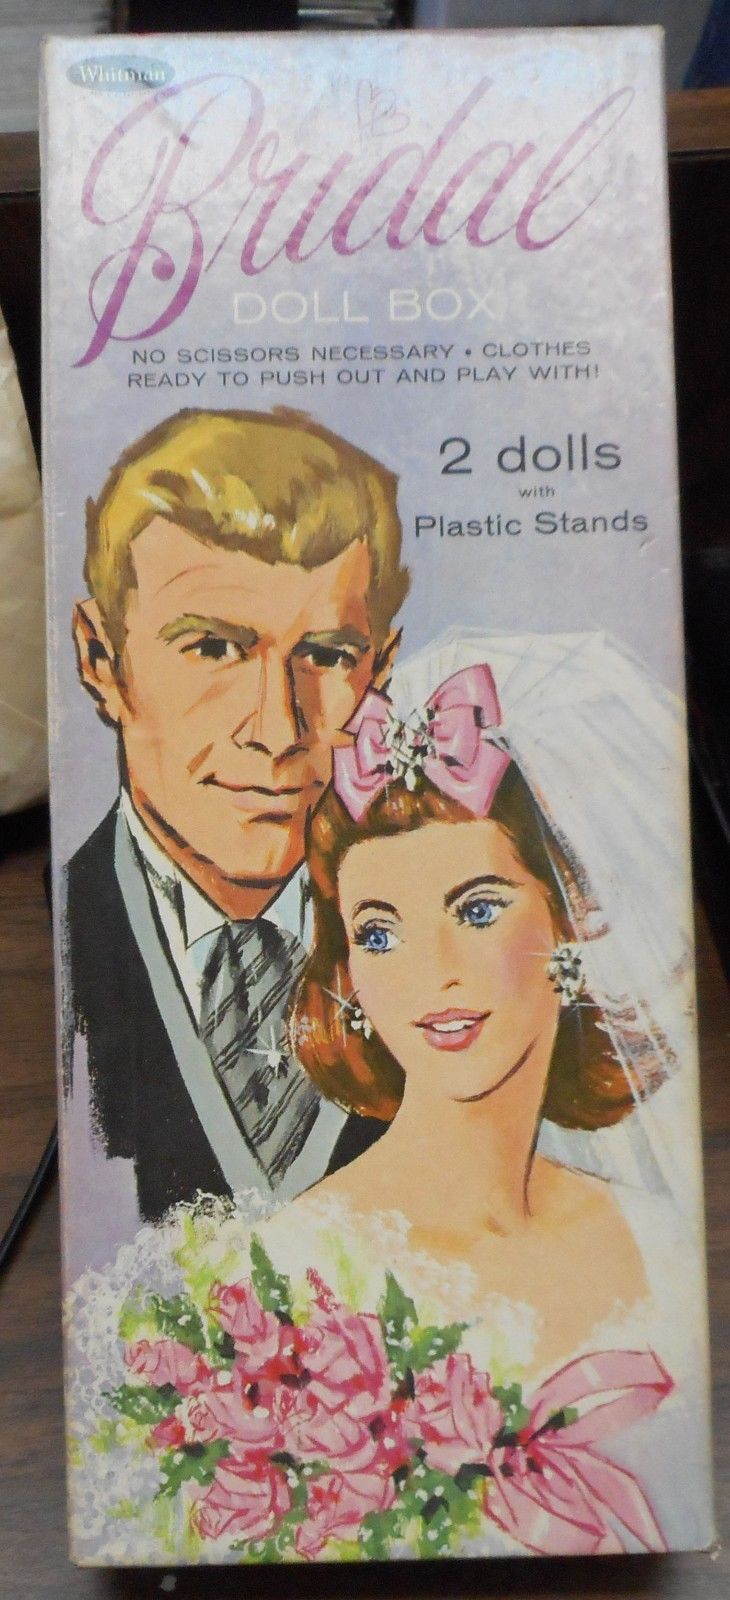 Whitman
Bridal
DOLL BOX
NO SCISSORS NECESSARY • CLOTHES
READY TO PUSH OUT AND PLAY WITH!
2 dolls
with
Plastic Stands